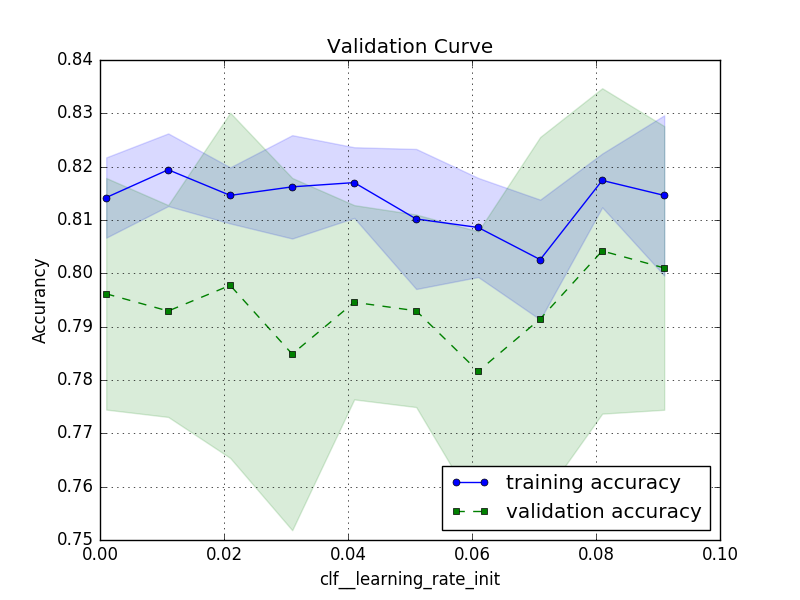 Validation Curve
0.84
0.83
0.82
0.81
0.80
0.79
0.78
0.77
0.76
0.75
Accurancy
training accuracy
validation accuracy
0.00 0.02 0.04 0.06 0.08 0.10
clf__learning_rate_init